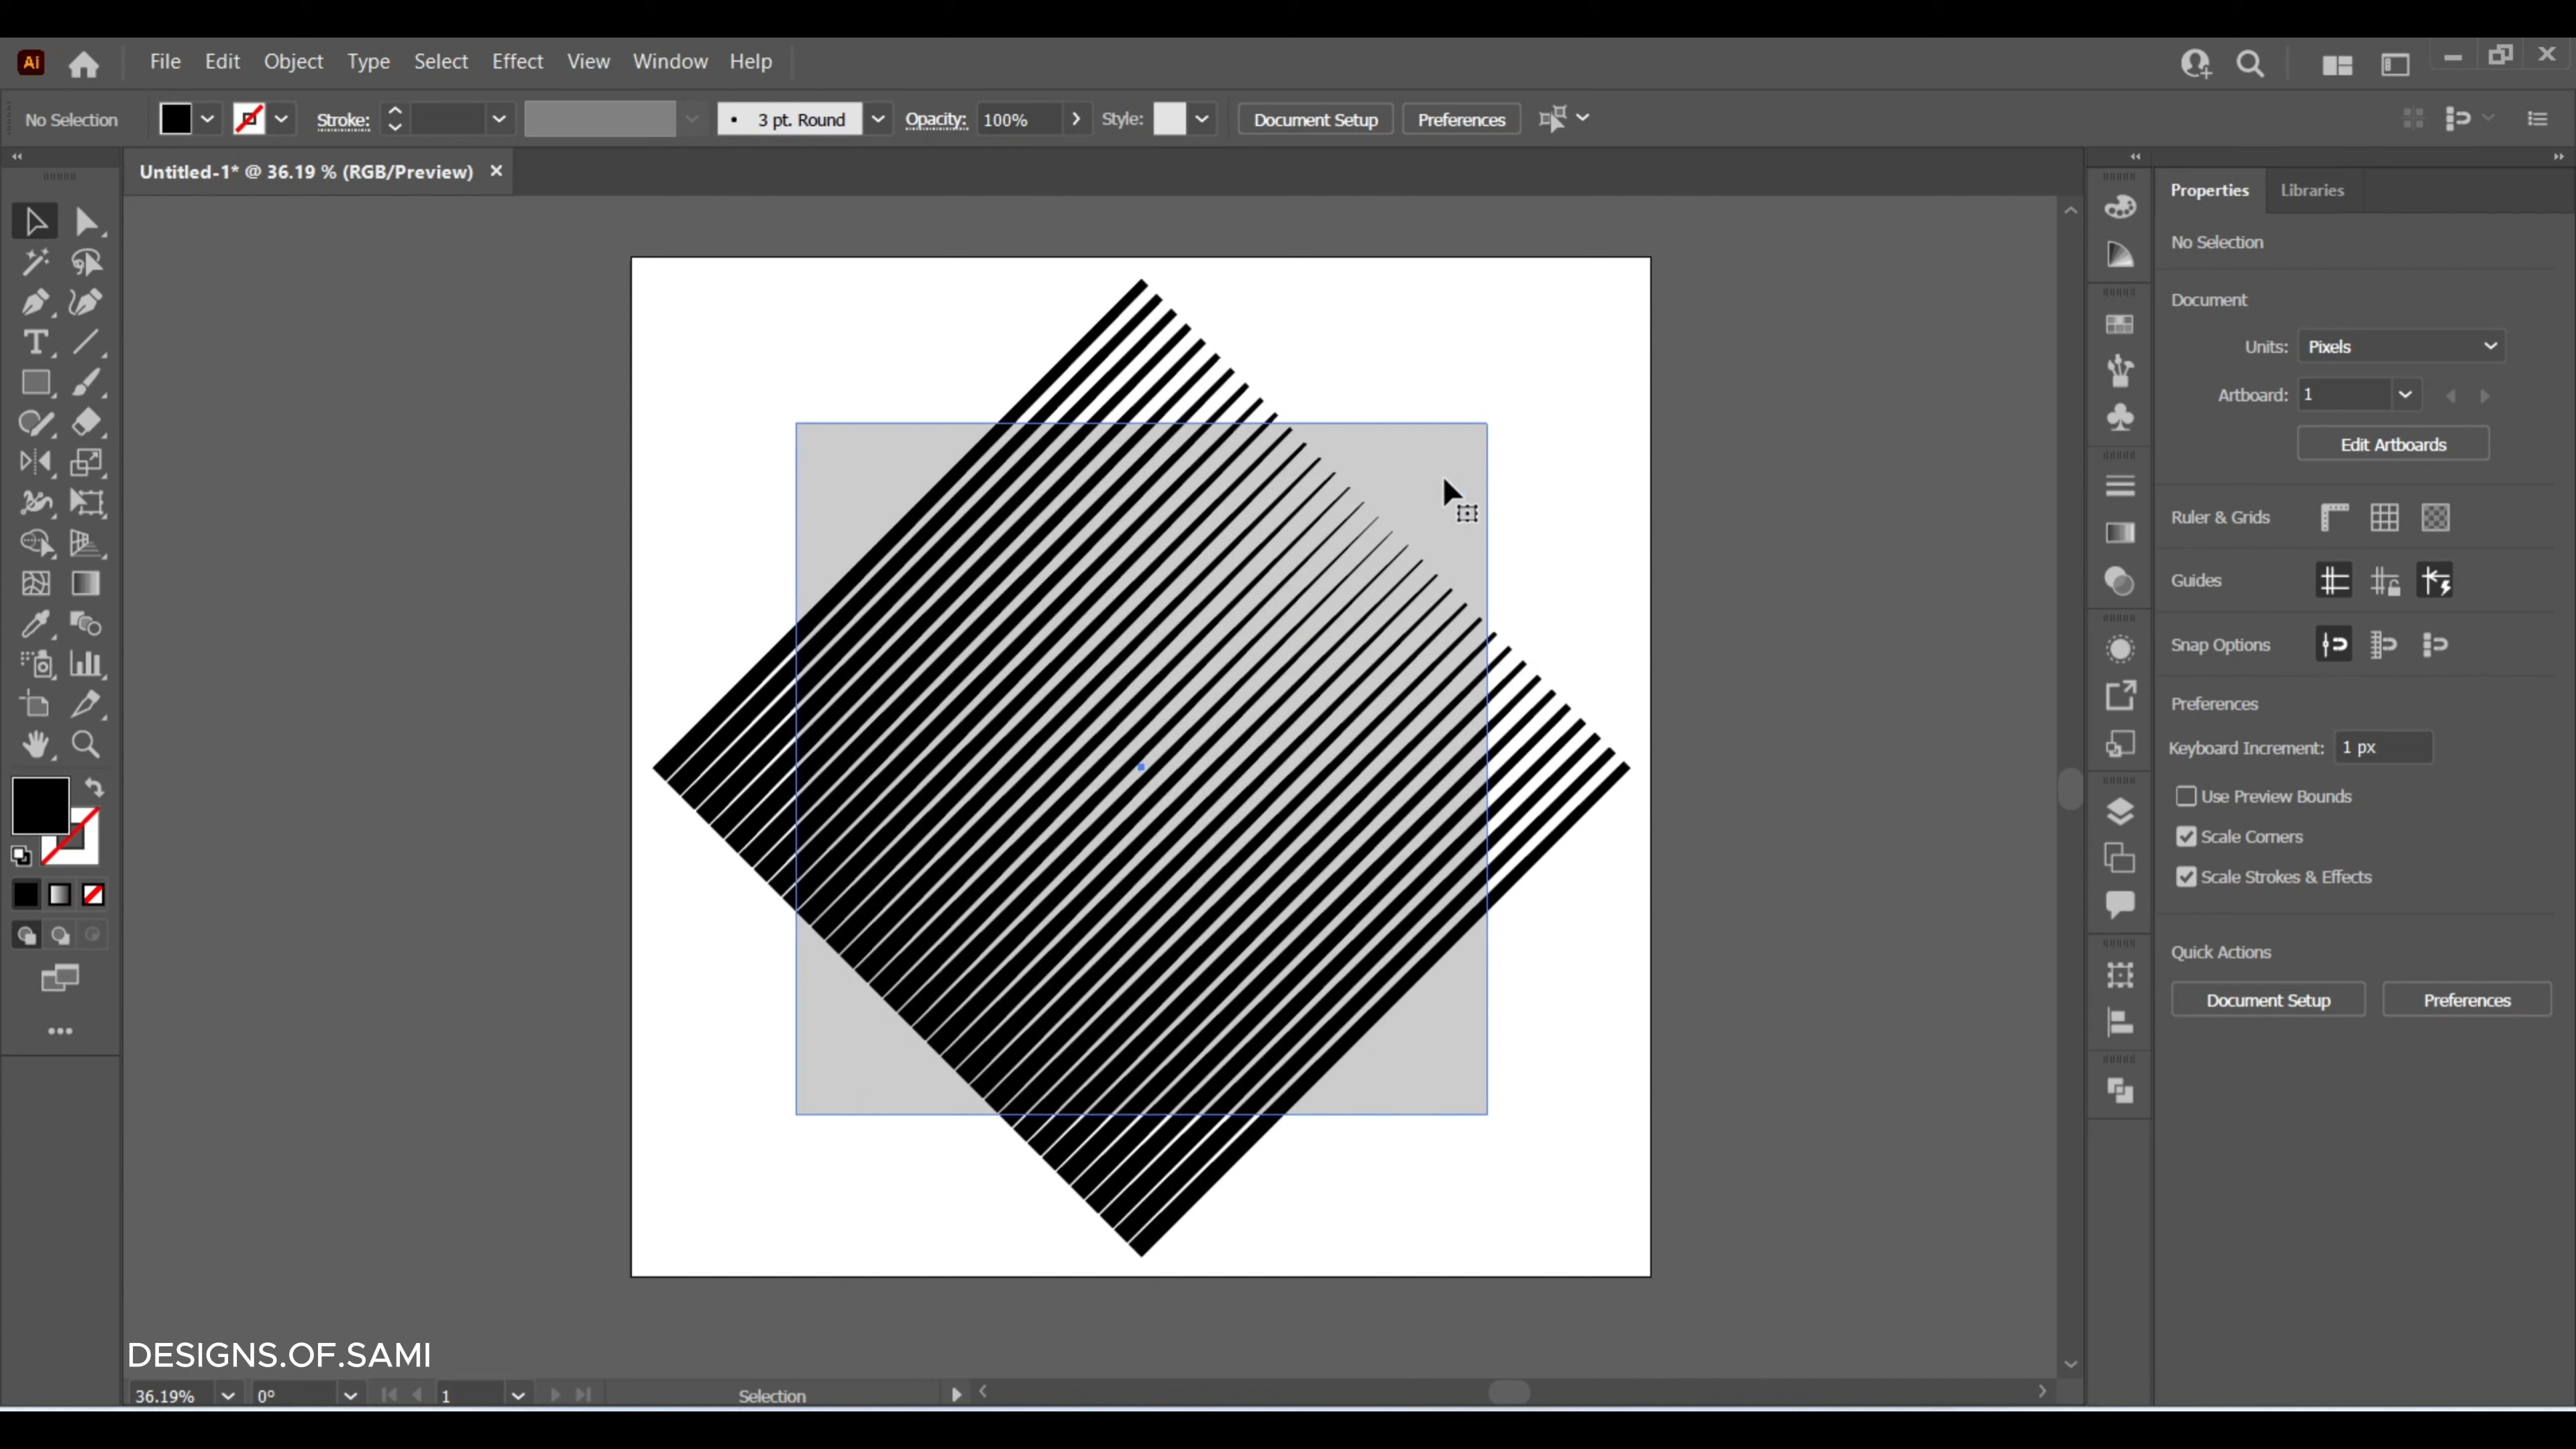 Ai File Edit Object Type Select Effect View Window Help
No Selection Stroke: 3 pt. Round Opacity: 100% Style: Document Setup Preferences
Untitled-1* @ 36.19 % (RGB/Preview)
Properties Libraries
No Selection
Document
Units: Pixels
Artboard: 1
Edit Artboards
Ruler & Grids
Guides
Snap Options
Preferences
Keyboard Increment: 1 px
Use Preview Bounds
Scale Corners
Scale Strokes & Effects
Quick Actions
Document Setup Preferences
DESIGNS.OF.SAMI
36.19% 0° 1 Selection